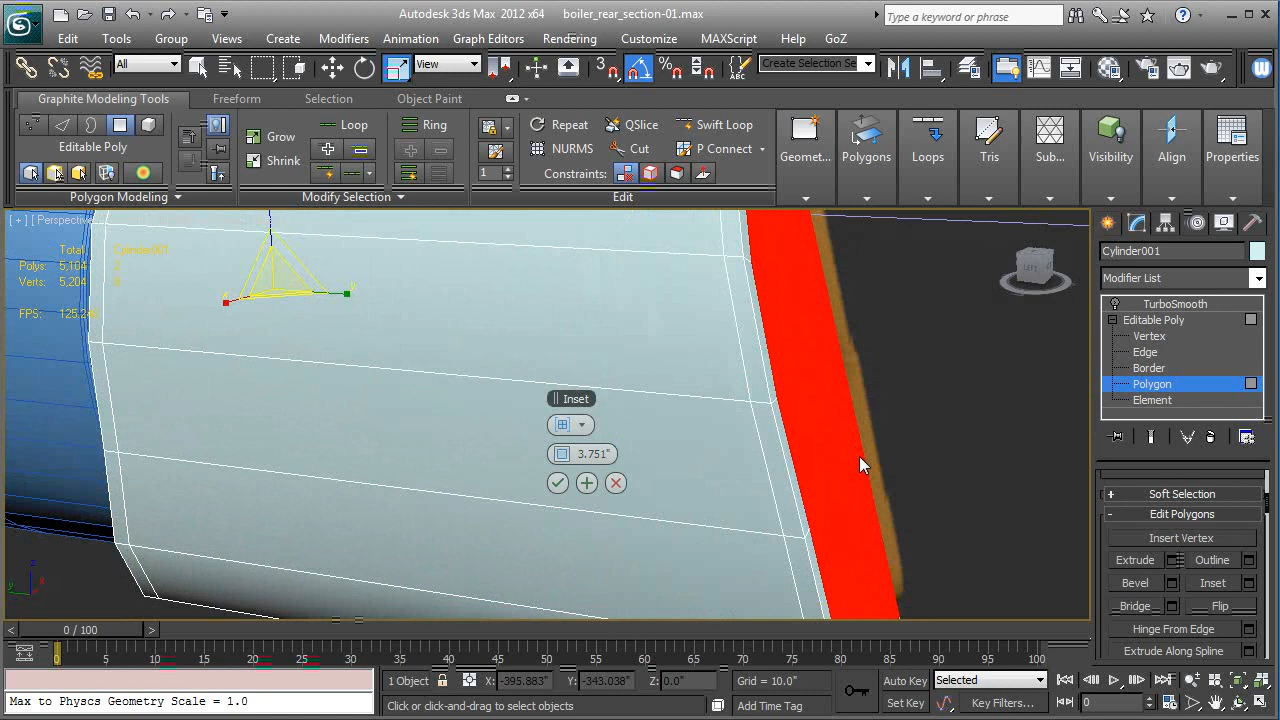 Autodesk 3ds Max 2012 x64 boiler_rear_section-01.max
Type a keyword or phrase
Edit Tools Group Views Create Modifiers Animation Graph Editors Rendering Customize MAXScript Help GoZ
All View 3 Create Selection Se
Graphite Modeling Tools Freeform Selection Object Paint
Grow Loop Ring Repeat QSlice Swift Loop
Editable Poly Shrink NURMS Cut P Connect
1 Constraints:
Geomet... Polygons Loops Tris Sub... Visibility Align Properties
Polygon Modeling Modify Selection Edit
[ + ] [ Perspective
Total Cylinder001
Polys: 5,104 2
Verts: 5,204 8
FPS:
Inset
3.751"
Cylinder001
Modifier List
TurboSmooth
Editable Poly
Vertex
Edge
Border
Polygon
Element
+ Soft Selection
- Edit Polygons
Insert Vertex
Extrude Outline
Bevel Inset
Bridge Flip
Hinge From Edge
Extrude Along Spline
< 0 / 100 >
0 5 10 15 20 25 30 35 40 45 50 55 60 65 70 75 80 85 90 95 100
1 Object X: -395.883" Y: -343.038" Z: 0.0" Grid = 10.0" Auto Key Selected
Max to Physcs Geometry Scale = 1.0 Click or click-and-drag to select objects Add Time Tag Set Key Key Filters... 0